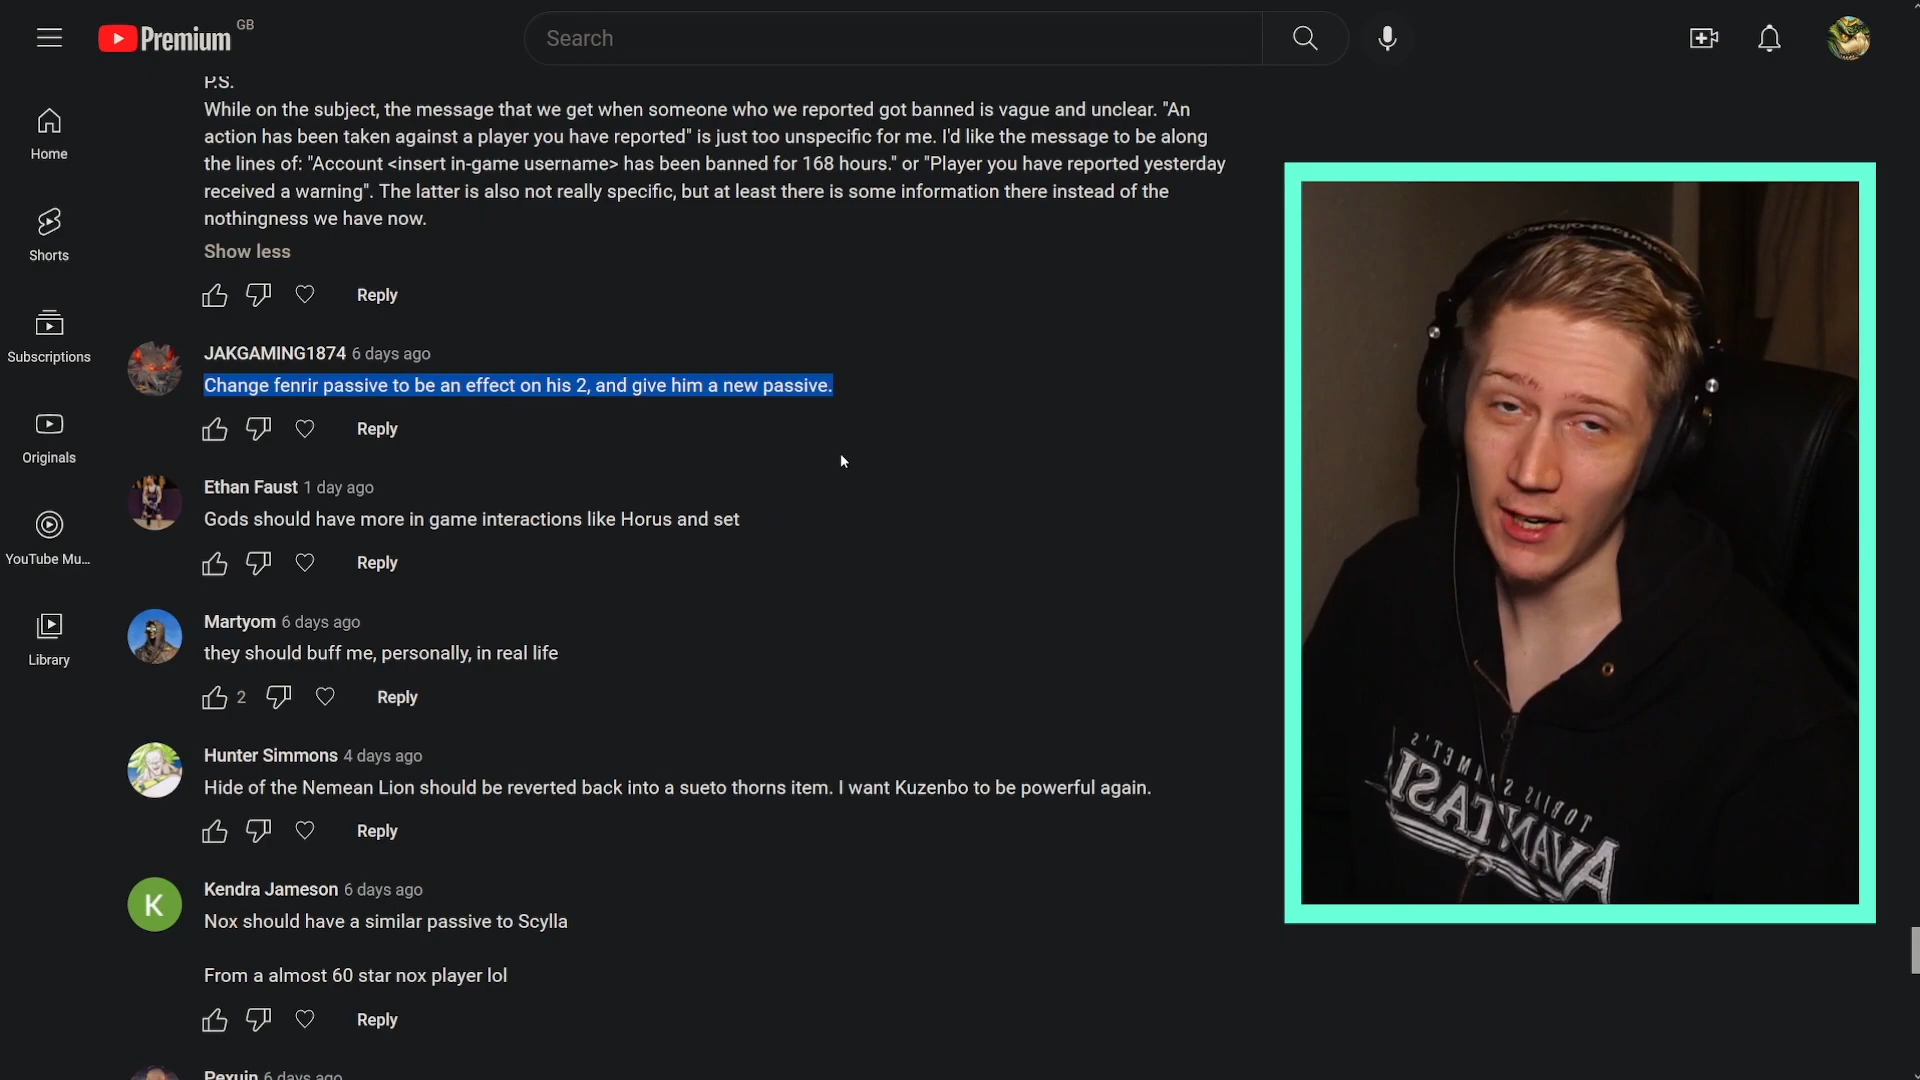 Premium GB
Search
P.S.
While on the subject, the message that we get when someone who we reported got banned is vague and unclear. "An
action has been taken against a player you have reported" is just too unspecific for me. I'd like the message to be along
the lines of: "Account <insert in-game username> has been banned for 168 hours." or "Player you have reported yesterday
received a warning". The latter is also not really specific, but at least there is some information there instead of the
nothingness we have now.
Show less
Reply
Home
Shorts
Subscriptions
Originals
YouTube Mu...
Library
JAKGAMING1874 6 days ago
Change fenrir passive to be an effect on his 2, and give him a new passive.
Reply
Ethan Faust 1 day ago
Gods should have more in game interactions like Horus and set
Reply
Martyom 6 days ago
they should buff me, personally, in real life
2 Reply
Hunter Simmons 4 days ago
Hide of the Nemean Lion should be reverted back into a sueto thorns item. I want Kuzenbo to be powerful again.
Reply
K
Kendra Jameson 6 days ago
Nox should have a similar passive to Scylla
From a almost 60 star nox player lol
Reply
Pexuin 6 days ago
TOBIAS SAMMET'S
AVANTASIA